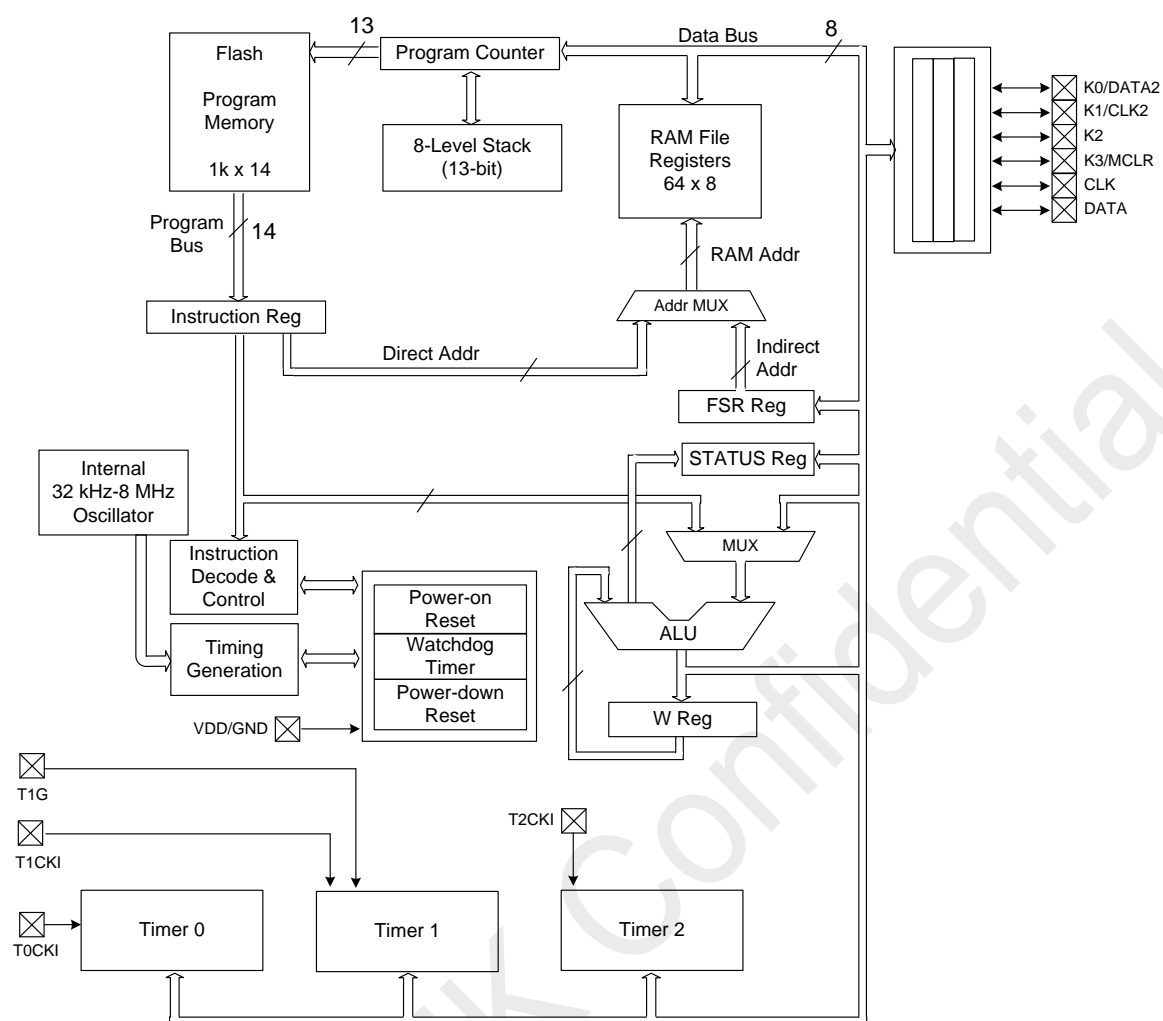 13
Data Bus
8
Flash
Program
Memory
1k x 14
Program Counter
8-Level Stack
(13-bit)
RAM File
Registers
64 x 8
K0/DATA2
K1/CLK2
K2
K3/MCLR
CLK
DATA
Program
Bus
14
RAM Addr
Addr MUX
Instruction Reg
Direct Addr
Indirect
Addr
FSR Reg
STATUS Reg
Internal
32 kHz-8 MHz
Oscillator
MUX
Instruction
Decode &
Control
Power-on
Reset
Watchdog
Timer
Power-down
Reset
ALU
Timing
Generation
W Reg
VDD/GND
T1G
T1CKI
T2CKI
T0CKI
Timer 0
Timer 1
Timer 2
Confidential